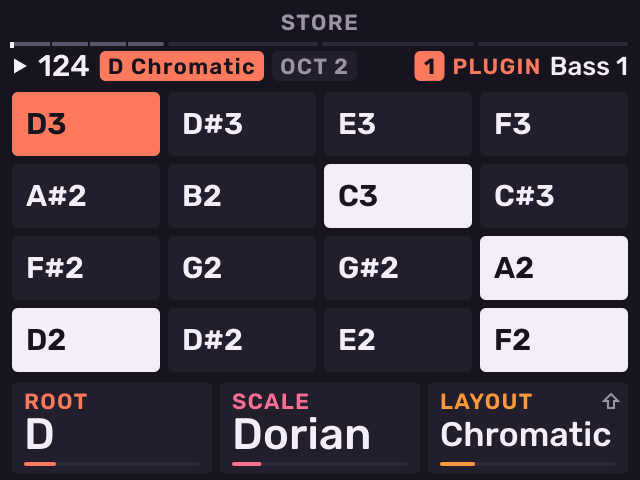 STORE
124 D Chromatic OCT 2 1 PLUGIN Bass 1
D3 D#3 E3 F3
A#2 B2 C3 C#3
F#2 G2 G#2 A2
D2 D#2 E2 F2
ROOT SCALE LAYOUT
D Dorian Chromatic